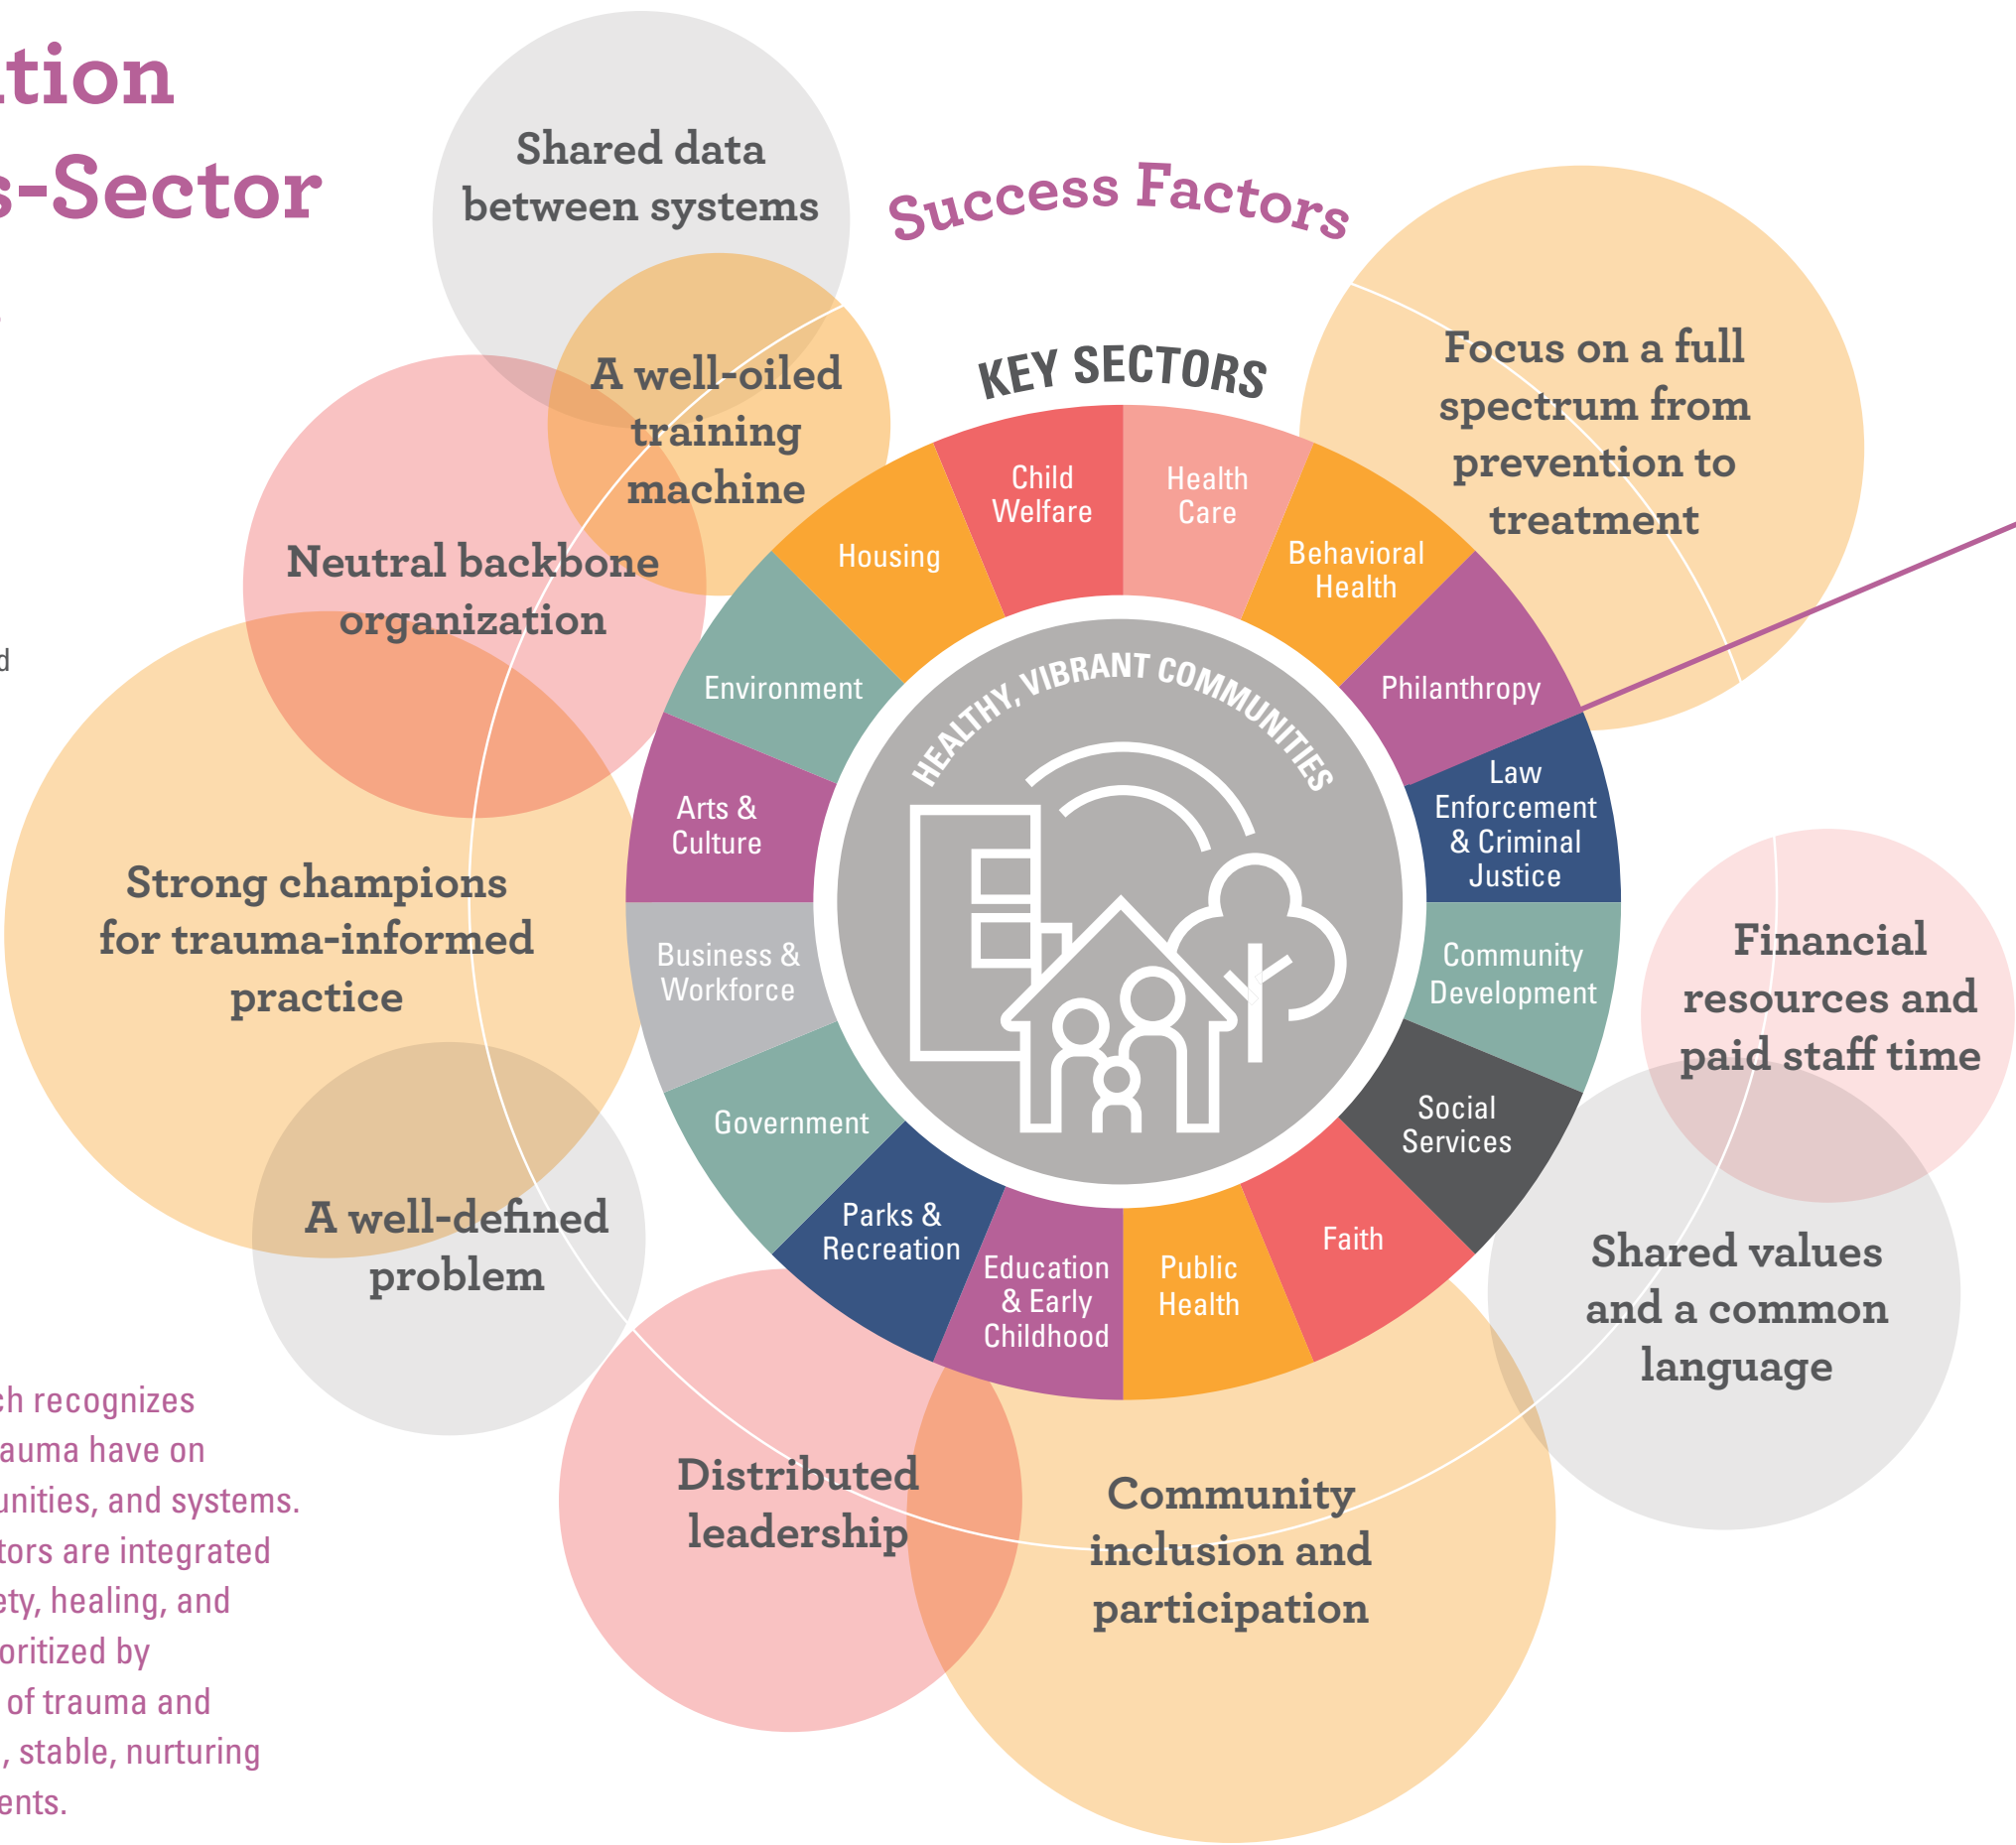 tion
s-Sector
d
Shared data
between systems
Success Factors
A well-oiled
training
machine
KEY SECTORS
Focus on a full
spectrum from
prevention to
treatment
Neutral backbone
organization
Strong champions
for trauma-informed
practice
A well-defined
problem
Distributed
leadership
Community
inclusion and
participation
Shared values
and a common
language
Financial
resources and
paid staff time
Child
Welfare
Health
Care
Behavioral
Health
Philanthropy
Law
Enforcement
& Criminal
Justice
Community
Development
Social
Services
Faith
Public
Health
Education
& Early
Childhood
Parks &
Recreation
Government
Business &
Workforce
Arts &
Culture
Environment
Housing
HEALTHY, VIBRANT COMMUNITIES
ch recognizes
auma have on
unities, and systems.
tors are integrated
ety, healing, and
oritized by
of trauma and
, stable, nurturing
ents.